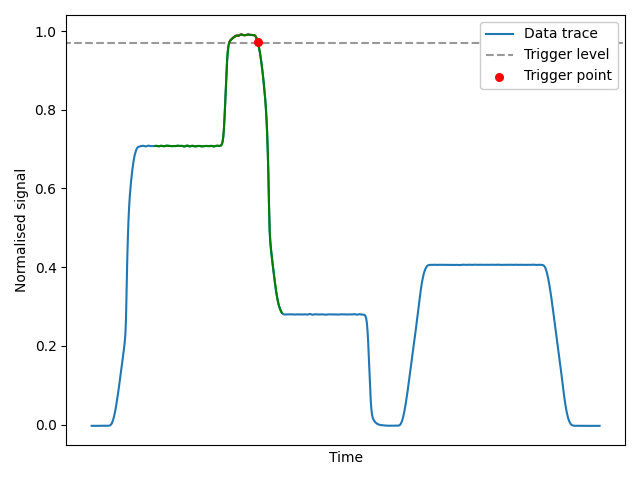 1.0
0.8
0.6
0.4
0.2
0.0
Normalised signal
Time
Data trace
Trigger level
Trigger point